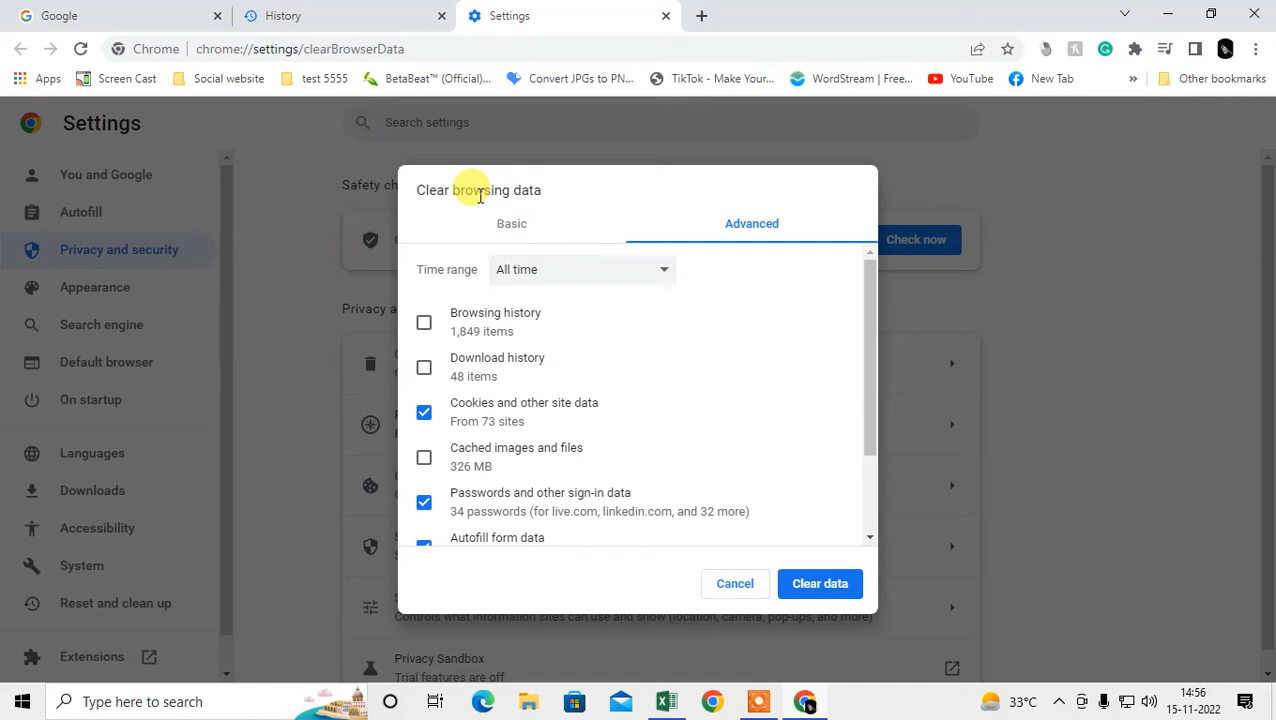 Google
History
Settings
Chrome
chrome://settings/clearBrowserData
Apps
Screen Cast
Social website
test 5555
BetaBeat ™ (Official)...
Convert JPGs to PN...
TikTok - Make Your...
WordStream | Free...
YouTube
New Tab
»
Other bookmarks
Settings
Search settings
You and Google
Autofill
Privacy and security
Appearance
Search engine
Default browser
On startup
Languages
Downloads
Accessibility
System
Reset and clean up
Extensions
Safety ch
Check now
Privacy a
Clear browsing data
Basic
Advanced
Time range
All time
Browsing history
1,849 items
Download history
48 items
Cookies and other site data
From 73 sites
Cached images and files
326 MB
Passwords and other sign-in data
34 passwords (for live.com, linkedin.com, and 32 more)
Autofill form data
Cancel
Clear data
Controls what information sites can use and show (location, camera, pop-ups, and more)
Privacy Sandbox
Trial features are off
Type here to search
33°C
14:56
15-11-2022